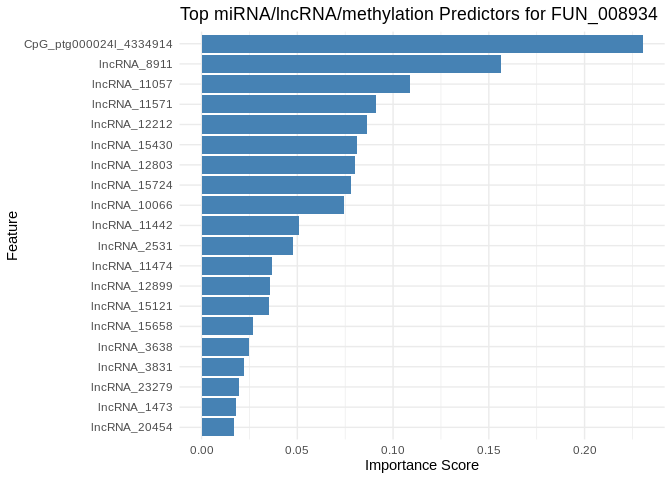 Top miRNA/lncRNA/methylation Predictors for FUN_008934
CpG_ptg000024l_4334914
lncRNA_8911
lncRNA_11057
lncRNA_11571
lncRNA_12212
lncRNA_15430
lncRNA_12803
lncRNA_15724
lncRNA_10066
lncRNA_11442
lncRNA_2531
lncRNA_11474
lncRNA_12899
lncRNA_15121
lncRNA_15658
lncRNA_3638
lncRNA_3831
lncRNA_23279
lncRNA_1473
lncRNA_20454
Feature
0.00 0.05 0.10 0.15 0.20
Importance Score